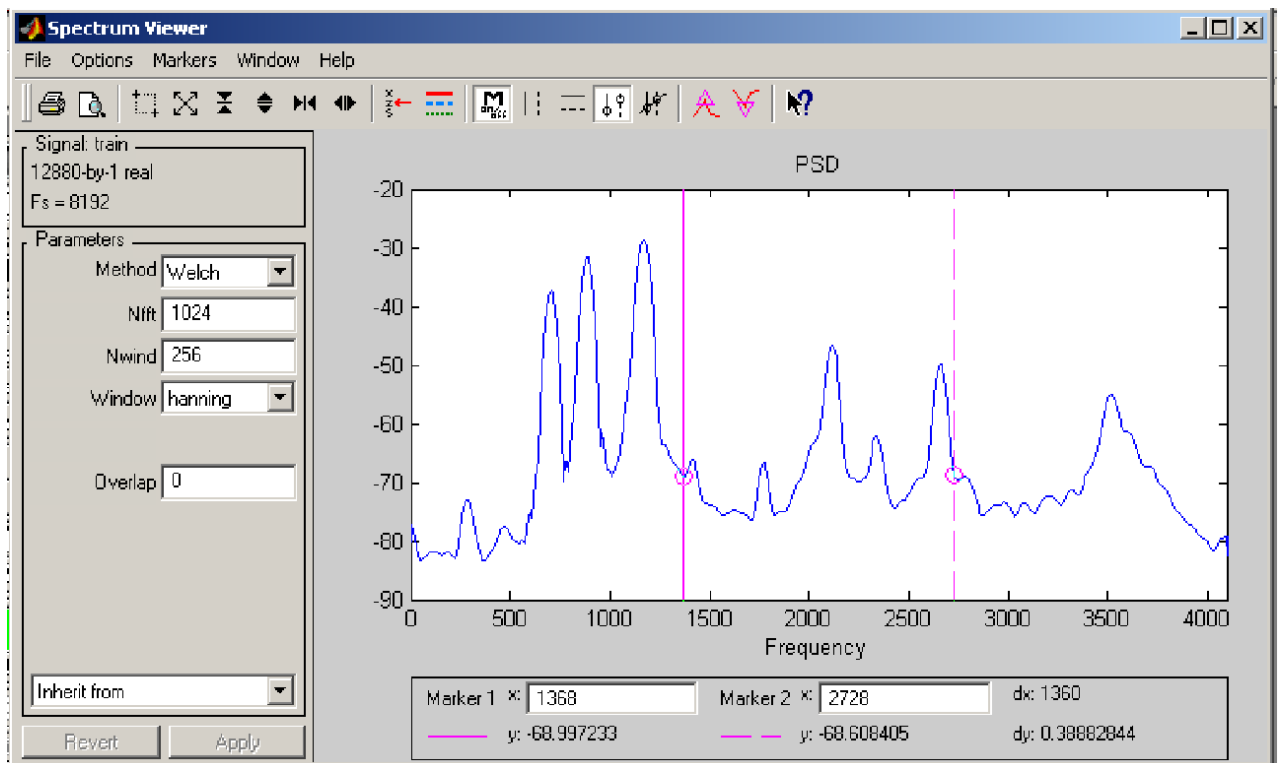 Spectrum Viewer
File Options Markers Window Help
Signal: train
12880-by-1 real
Fs = 8192
Parameters
Method Welch
Nfft 1024
Nwind 256
Window hanning
Overlap 0
Inherit from
Revert Apply
PSD
-20
-30
-40
-50
-60
-70
-80
-90
0 500 1000 1500 2000 2500 3000 3500 4000
Frequency
Marker 1 x: 1368 Marker 2 x: 2728 dx: 1360
y: -68.997233 y: -68.608405 dy: 0.38882844